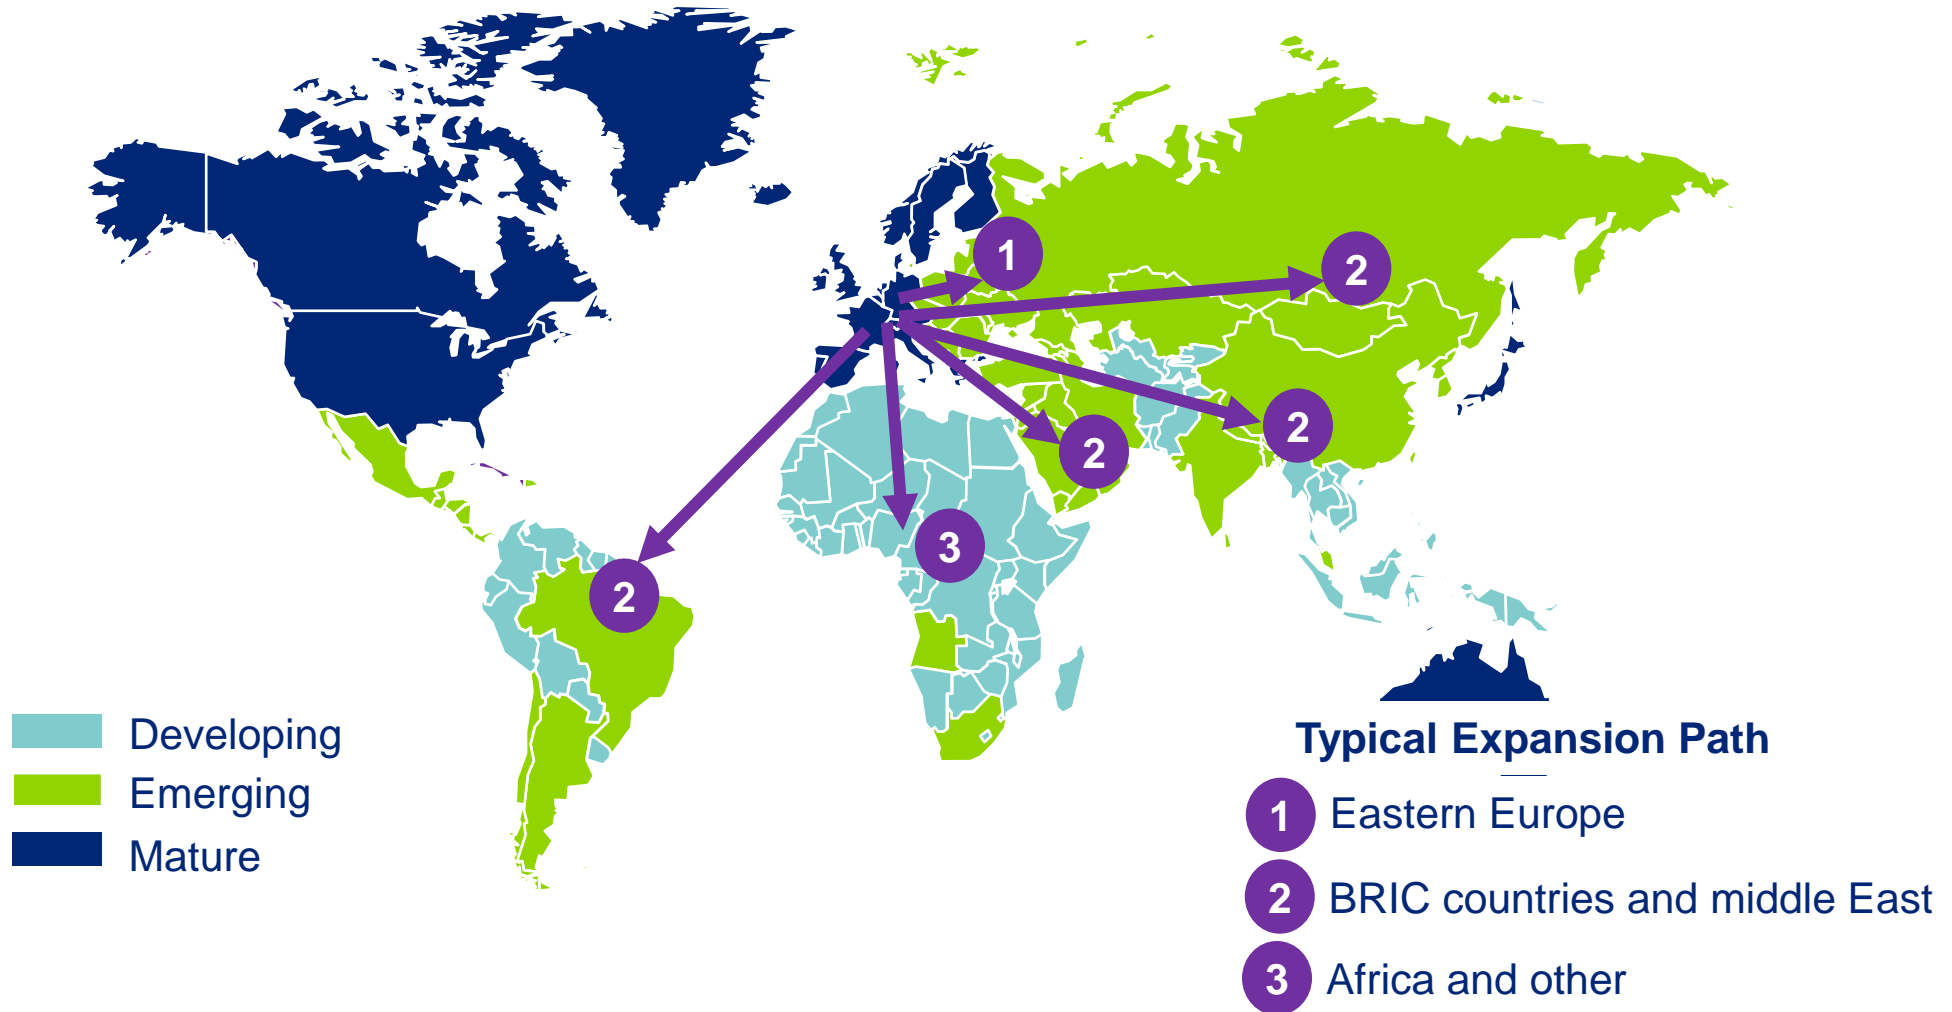 1
2
2
2
3
2
Developing
Emerging
Mature
Typical Expansion Path
1 Eastern Europe
2 BRIC countries and middle East
3 Africa and other